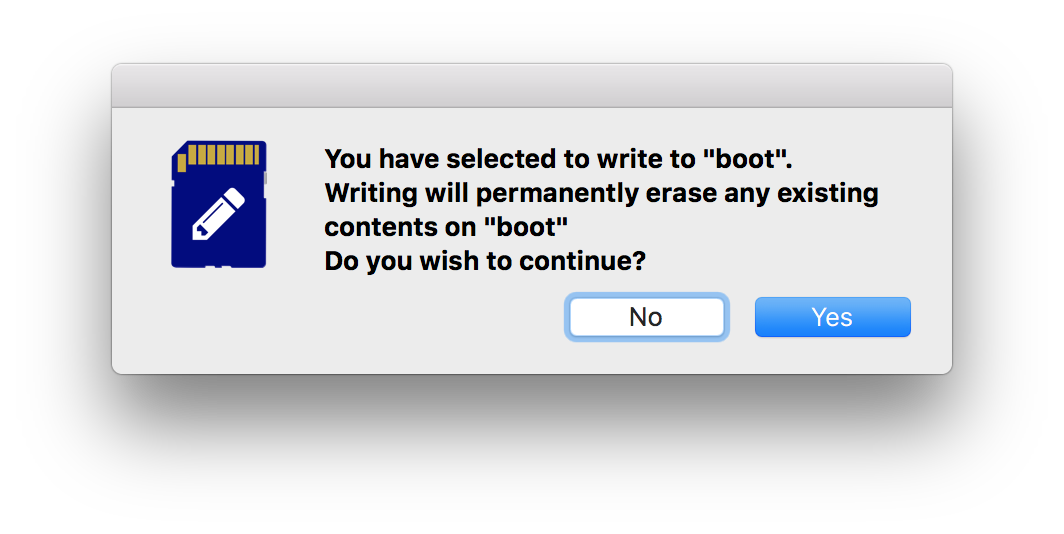 You have selected to write to "boot".
Writing will permanently erase any existing
contents on "boot"
Do you wish to continue?
No
Yes